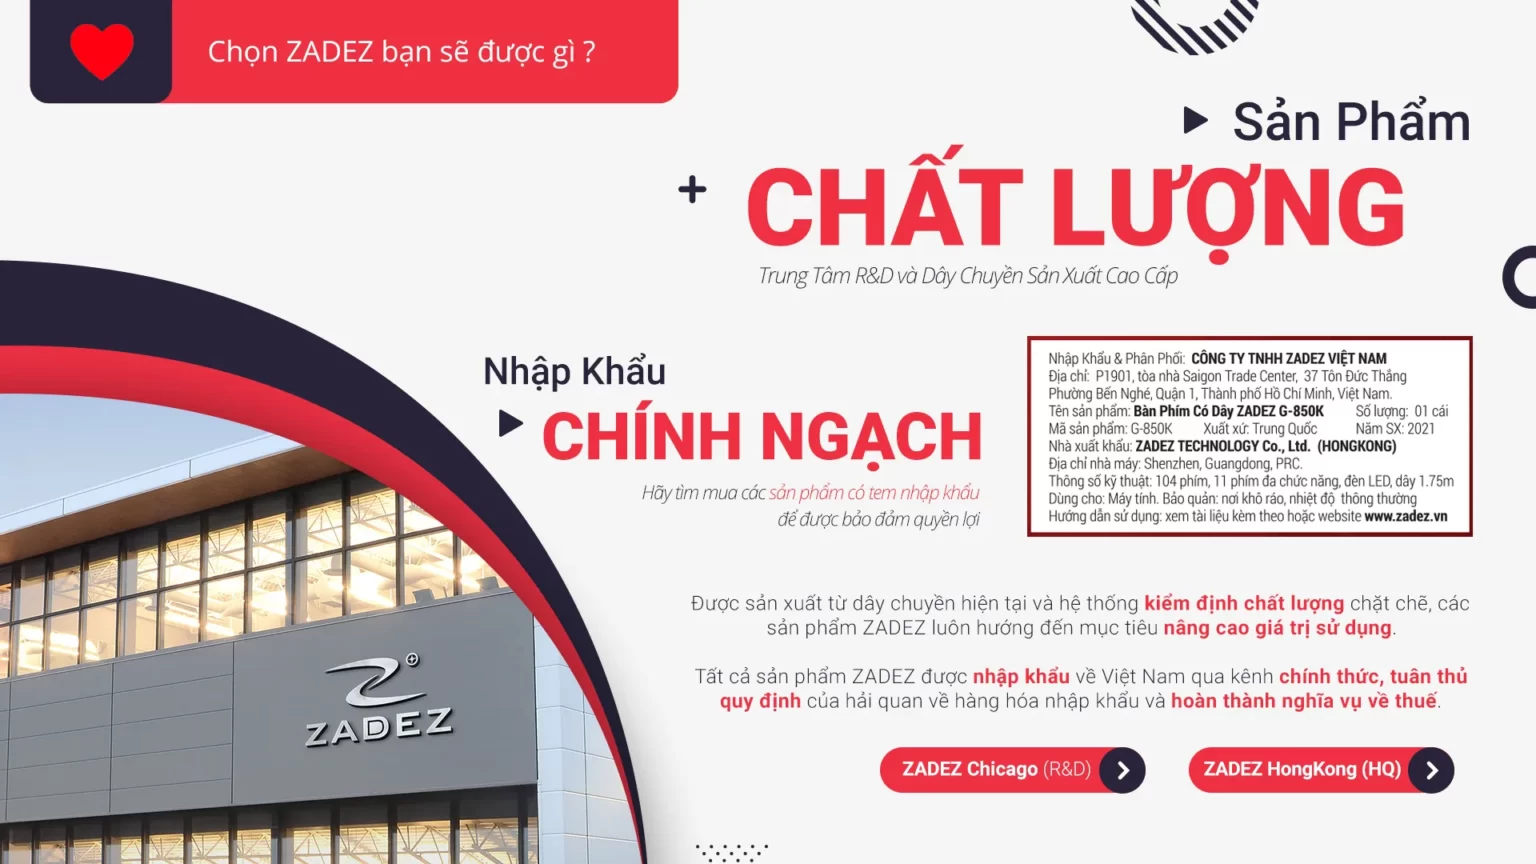 Chọn ZADEZ bạn sẽ được gì ?
Sản Phẩm
CHẤT LƯỢNG
Trung Tâm R&D và Dây Chuyền Sản Xuất Cao Cấp
Nhập Khẩu
CHÍNH NGẠCH
Hãy tìm mua các sản phẩm có tem nhập khẩu
để được bảo đảm quyền lợi
Nhập Khẩu & Phân Phối: CÔNG TY TNHH ZADEZ VIỆT NAM
Địa chỉ: P1901, tòa nhà Saigon Trade Center, 37 Tôn Đức Thắng
Phường Bến Nghé, Quận 1, Thành phố Hồ Chí Minh, Việt Nam.
Tên sản phẩm: Bàn Phím Có Dây ZADEZ G-850K Số lượng: 01 cái
Mã sản phẩm: G-850K Xuất xứ: Trung Quốc Năm SX: 2021
Nhà xuất khẩu: ZADEZ TECHNOLOGY Co., Ltd. (HONGKONG)
Địa chỉ nhà máy: Shenzhen, Guangdong, PRC.
Thông số kỹ thuật: 104 phím, 11 phím đa chức năng, đèn LED, dây 1.75m
Dùng cho: Máy tính. Bảo quản: nơi khô ráo, nhiệt độ thông thường
Hướng dẫn sử dụng: xem tài liệu kèm theo hoặc website www.zadez.vn
Được sản xuất từ dây chuyền hiện tại và hệ thống kiểm định chất lượng chặt chẽ, các
sản phẩm ZADEZ luôn hướng đến mục tiêu nâng cao giá trị sử dụng.
Tất cả sản phẩm ZADEZ được nhập khẩu về Việt Nam qua kênh chính thức, tuân thủ
quy định của hải quan về hàng hóa nhập khẩu và hoàn thành nghĩa vụ về thuế.
ZADEZ
ZADEZ Chicago (R&D)
ZADEZ HongKong (HQ)